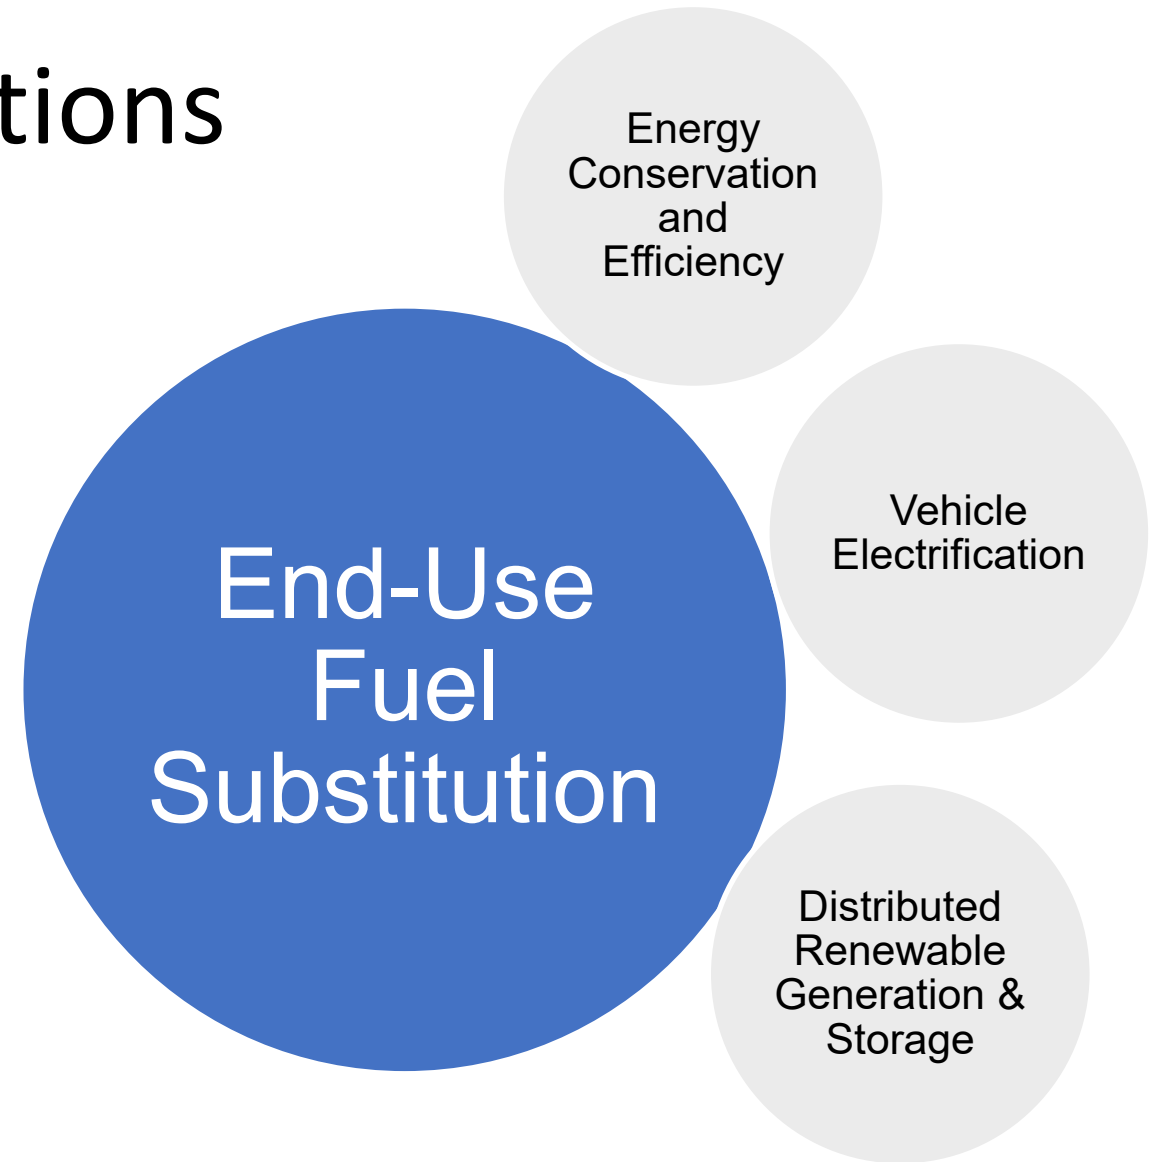 tions
Energy
Conservation
and
Efficiency
Vehicle
Electrification
End-Use
Fuel
Substitution
Distributed
Renewable
Generation &
Storage